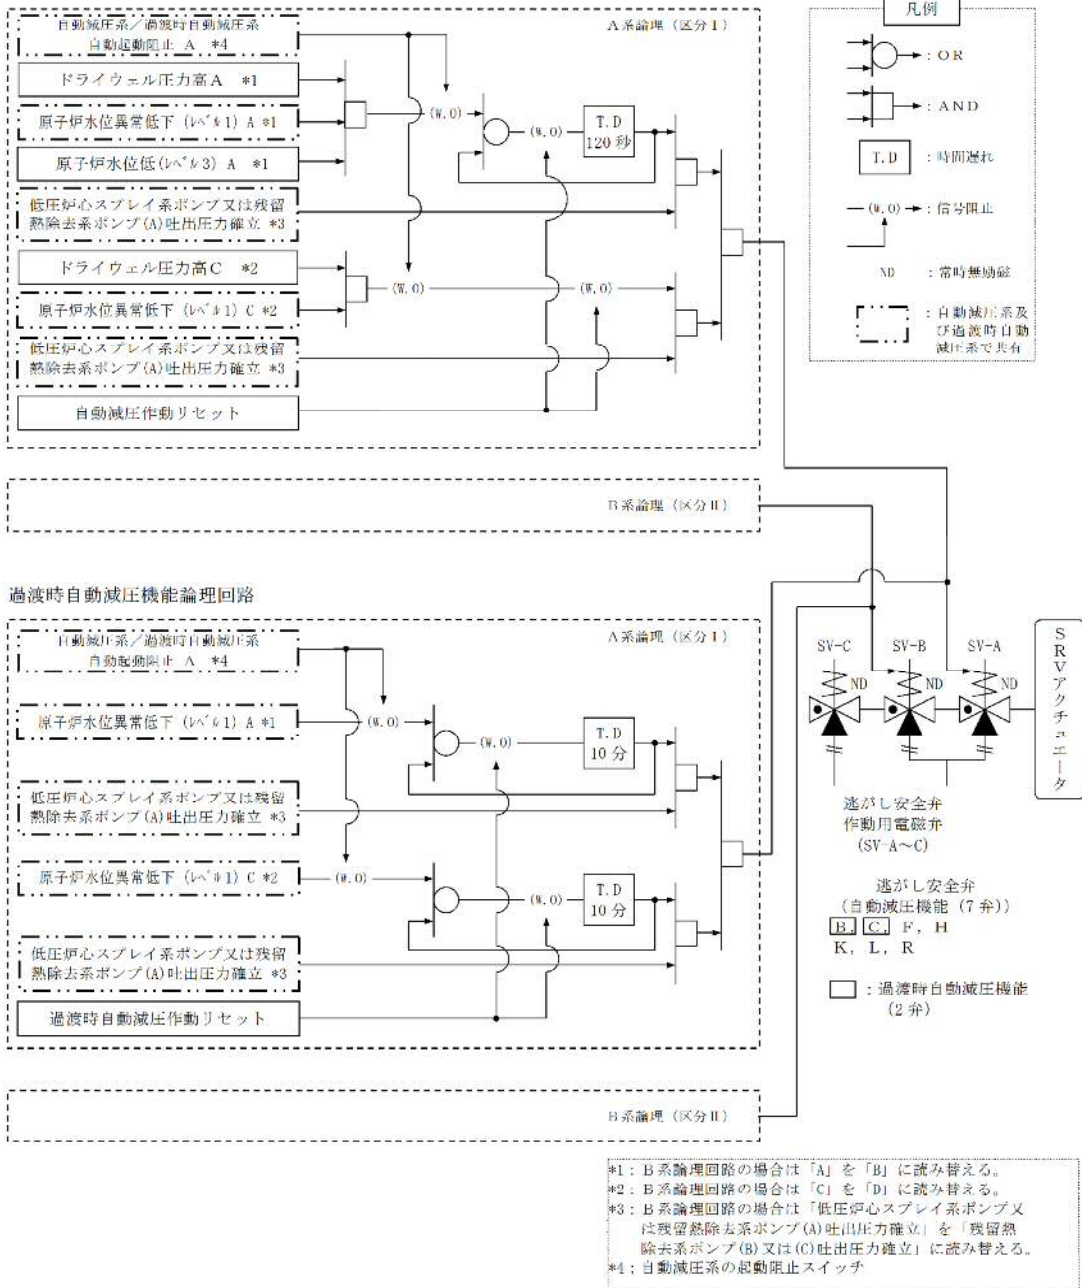 自動減圧系／過渡時自動減圧系
自動起動阻止 A *4
A系論理（区分Ⅰ）
ドライウェル圧力高A *1
原子炉水位異常低下（ﾚﾍﾞﾙ1）A *1
原子炉水位低(ﾚﾍﾞﾙ3) A *1
低圧炉心スプレイ系ポンプ又は残留
熱除去系ポンプ(A)吐出圧力確立 *3
ドライウェル圧力高C *2
原子炉水位異常低下（ﾚﾍﾞﾙ1）C *2
低圧炉心スプレイ系ポンプ又は残留
熱除去系ポンプ(A)吐出圧力確立 *3
自動減圧作動リセット
(W.O)
(W.O)
T.D
120秒
(W.O)
(W.O)
凡例
：OR
：AND
T.D
：時間遅れ
(W.O)
：信号阻止
ND
：常時無励磁
：自動減圧系及
び過渡時自動
減圧系で共有
B系論理（区分Ⅱ）
過渡時自動減圧機能論理回路
自動減圧系／過渡時自動減圧系
自動起動阻止 A *4
A系論理（区分Ⅰ）
原子炉水位異常低下（ﾚﾍﾞﾙ1）A *1
低圧炉心スプレイ系ポンプ又は残留
熱除去系ポンプ(A)吐出圧力確立 *3
原子炉水位異常低下（ﾚﾍﾞﾙ1）C *2
低圧炉心スプレイ系ポンプ又は残留
熱除去系ポンプ(A)吐出圧力確立 *3
過渡時自動減圧作動リセット
(W.O)
(W.O)
T.D
10分
(W.O)
(W.O)
T.D
10分
SV-C
SV-B
SV-A
ND
ND
ND
SRVアクチュエータ
逃がし安全弁
作動用電磁弁
(SV-A～C)
逃がし安全弁
（自動減圧機能（7弁））
B, C, F, H
K, L, R
：過渡時自動減圧機能
（2弁）
B系論理（区分Ⅱ）
*1：B系論理回路の場合は「A」を「B」に読み替える。
*2：B系論理回路の場合は「C」を「D」に読み替える。
*3：B系論理回路の場合は「低圧炉心スプレイ系ポンプ又
は残留熱除去系ポンプ(A)吐出圧力確立」を「残留熱
除去系ポンプ(B)又は(C)吐出圧力確立」に読み替える。
*4：自動減圧系の起動阻止スイッチ